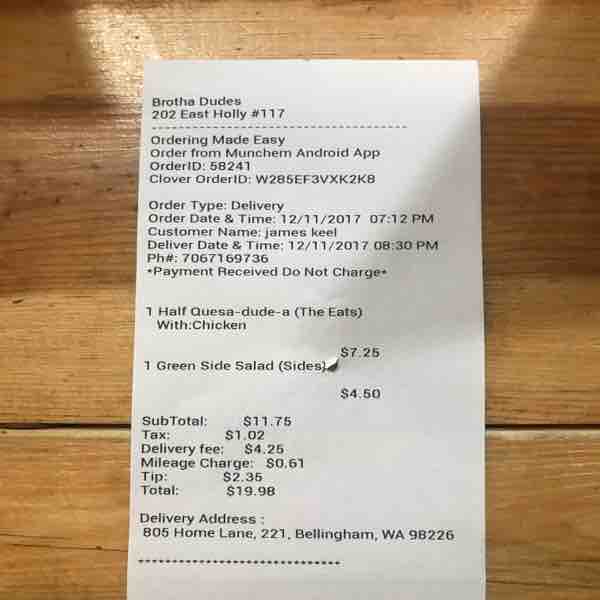 Brotha Dudes
202 East Holly #117
----------------------------------------
Ordering Made Easy
Order from Munchem Android App
OrderID: 58241
Clover OrderID: W285EF3VXK2K8
Order Type: Delivery
Order Date & Time: 12/11/2017 07:12 PM
Customer Name: james keel
Deliver Date & Time: 12/11/2017 08:30 PM
Ph#: 7067169736
*Payment Received Do Not Charge*
1 Half Quesa-dude-a (The Eats)
With:Chicken
$7.25
1 Green Side Salad (Sides)
$4.50
SubTotal: $11.75
Tax: $1.02
Delivery fee: $4.25
Mileage Charge: $0.61
Tip: $2.35
Total: $19.98
Delivery Address :
805 Home Lane, 221, Bellingham, WA 98226
******************************